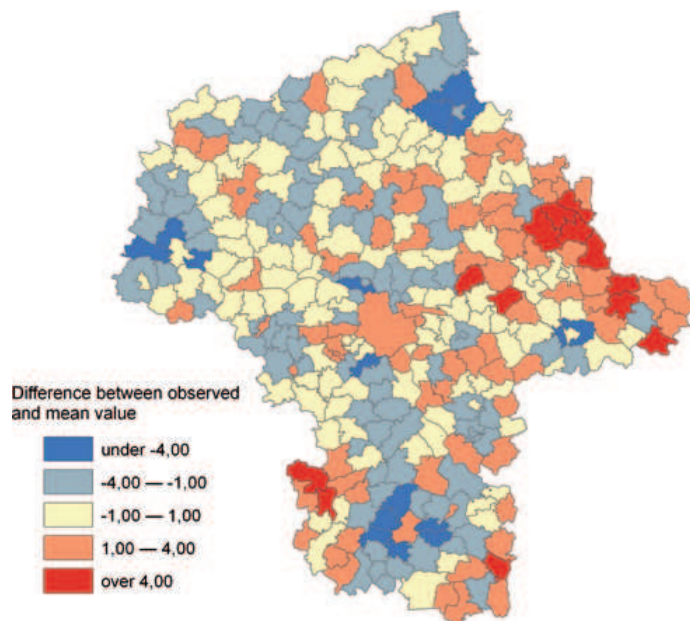 Difference between observed
and mean value
under -4,00
-4,00 — -1,00
-1,00 — 1,00
1,00 — 4,00
over 4,00